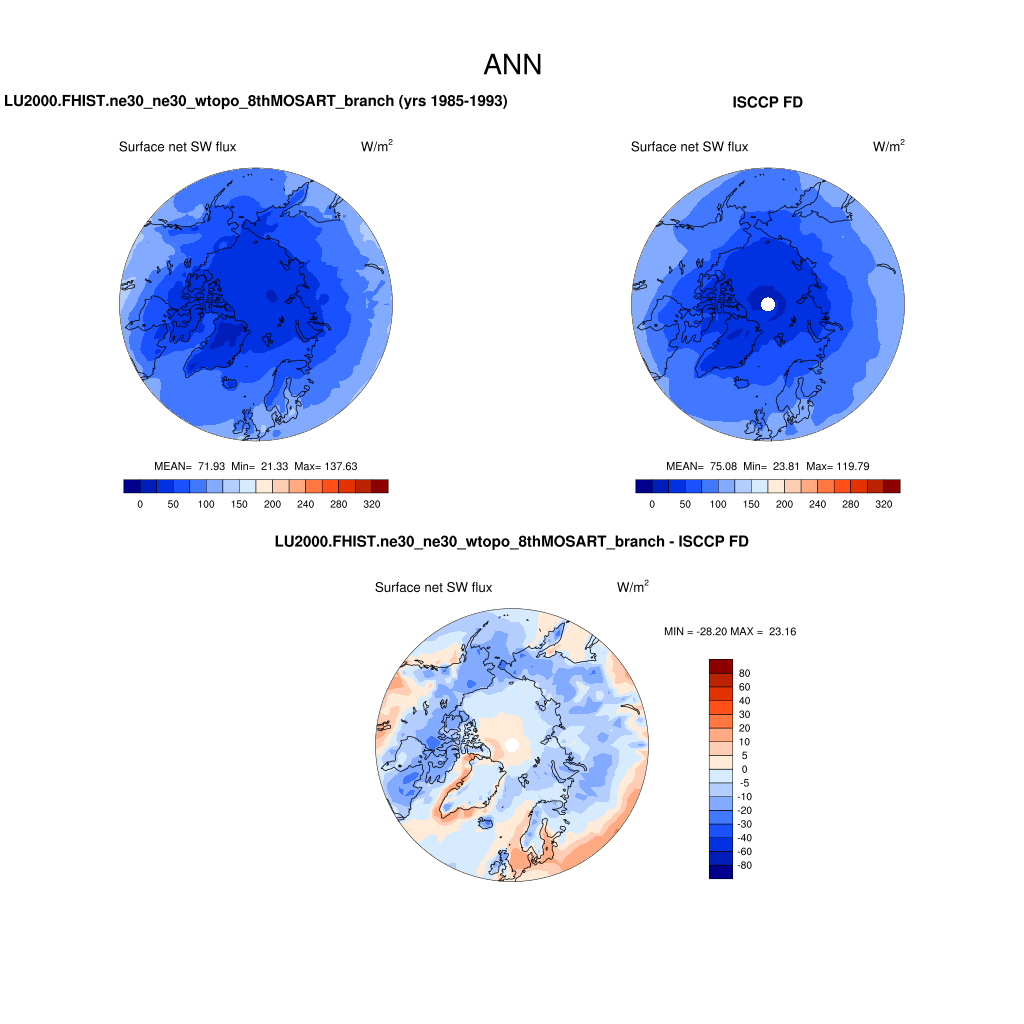 ANN
LU2000.FHIST.ne30_ne30_wtopo_8thMOSART_branch (yrs 1985-1993)
ISCCP FD
Surface net SW flux
W/m²
Surface net SW flux
W/m²
MEAN= 71.93 Min= 21.33 Max= 137.63
0 50 100 150 200 240 280 320
MEAN= 75.08 Min= 23.81 Max= 119.79
0 50 100 150 200 240 280 320
LU2000.FHIST.ne30_ne30_wtopo_8thMOSART_branch - ISCCP FD
Surface net SW flux
W/m²
MIN = -28.20 MAX = 23.16
80
60
40
30
20
10
5
0
-5
-10
-20
-30
-40
-60
-80